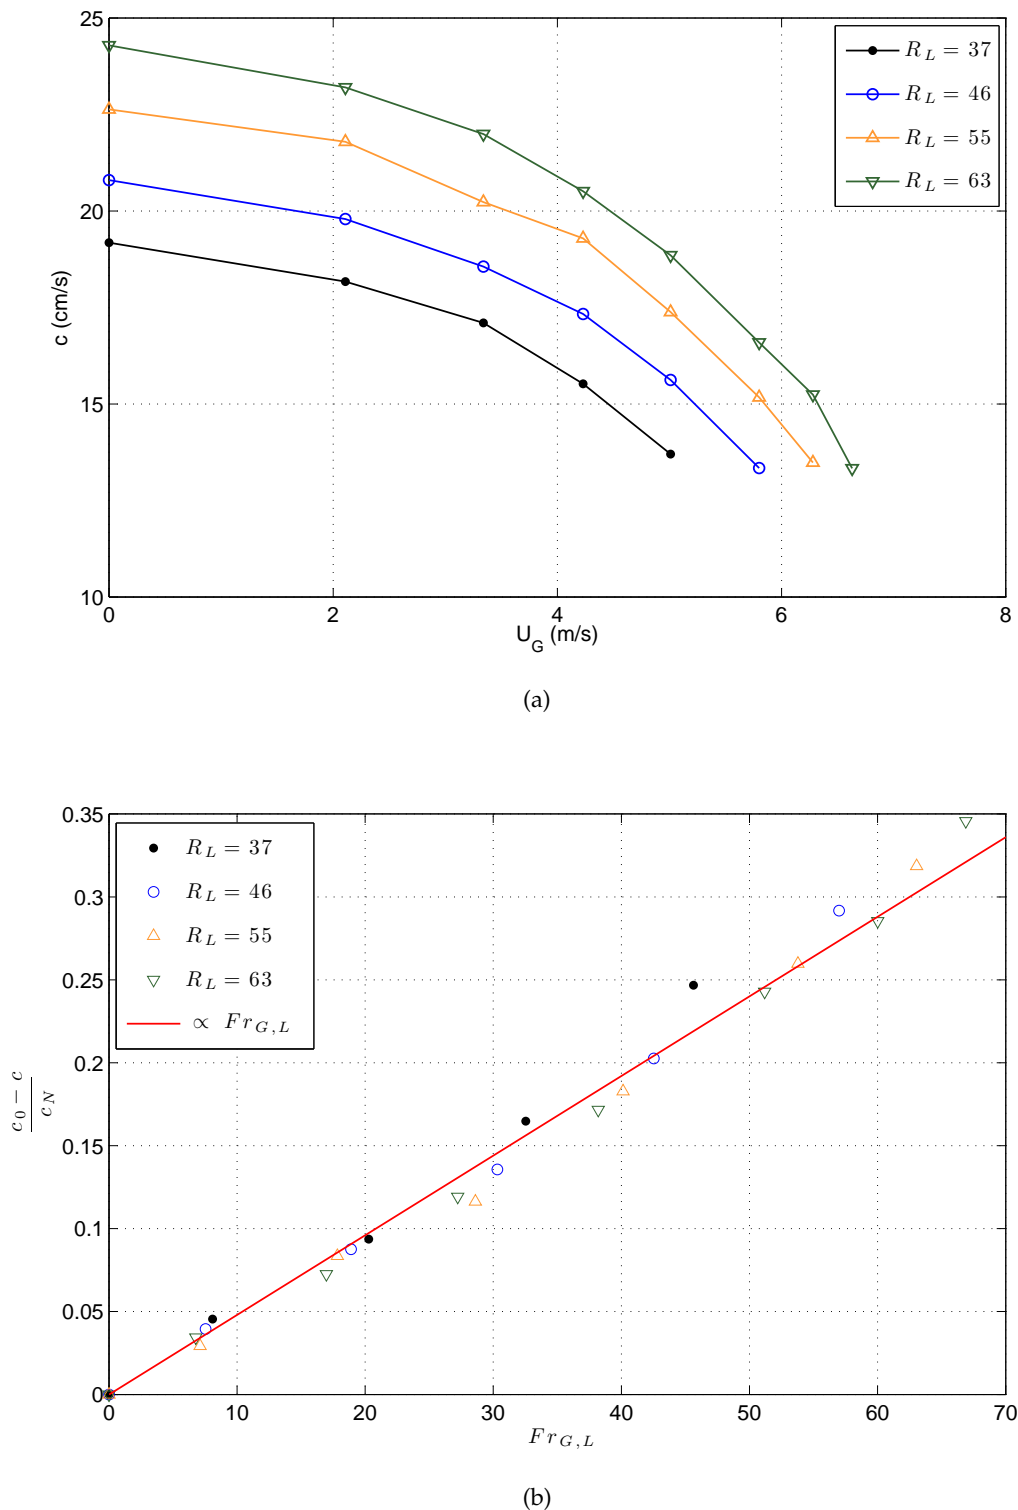 25
20
15
10
c (cm/s)
0
2
4
6
8
U_G (m/s)
R_L = 37
R_L = 46
R_L = 55
R_L = 63
(a)
0.35
0.3
0.25
0.2
0.15
0.1
0.05
0
c_0 − c
c_N
R_L = 37
R_L = 46
R_L = 55
R_L = 63
∝ Fr_{G,L}
0
10
20
30
40
50
60
70
Fr_{G,L}
(b)